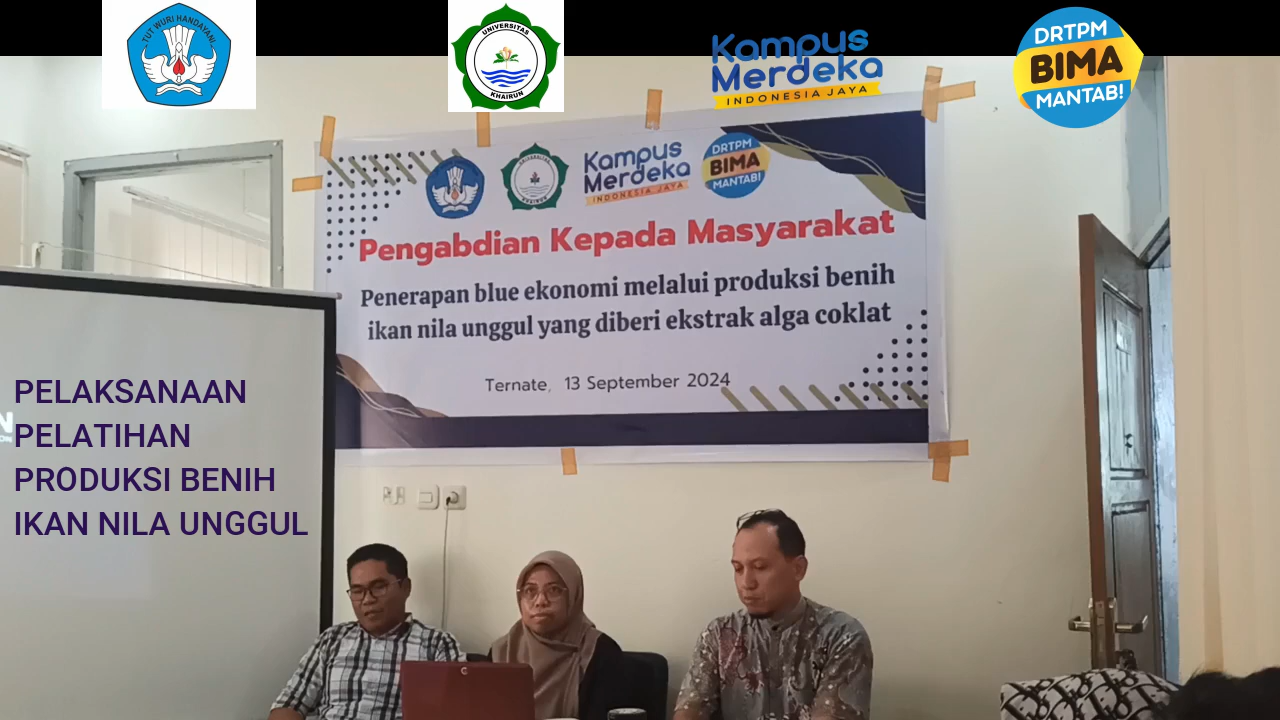 TUT WURI HANDAYANI
UNIVERSITAS
KHAIRUN
Kampus
Merdeka
INDONESIA JAYA
DRTPM
BIMA
MANTAB!
Kampus
Merdeka
INDONESIA JAYA
DRTPM
BIMA
MANTAB!
Pengabdian Kepada Masyarakat
Penerapan blue ekonomi melalui produksi benih
ikan nila unggul yang diberi ekstrak alga coklat
Ternate, 13 September 2024
PELAKSANAAN
PELATIHAN
PRODUKSI BENIH
IKAN NILA UNGGUL